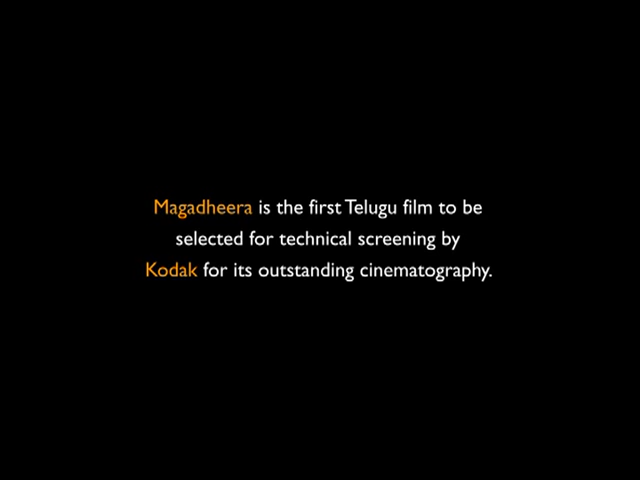 Magadheera is the first Telugu film to be
selected for technical screening by
Kodak for its outstanding cinematography.